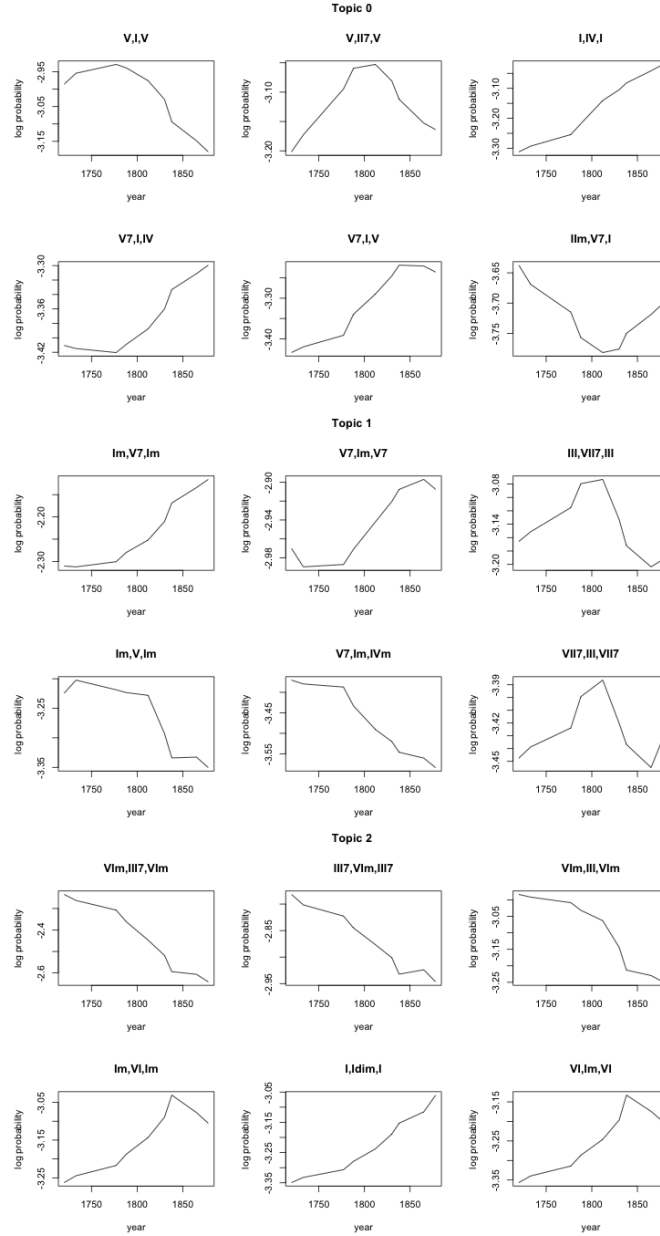 Topic 0
V,I,V V,II7,V I,IV,I
log probability -3.15 -3.05 -2.95 log probability -3.20 -3.10 log probability -3.30 -3.20 -3.10
1750 1800 1850 1750 1800 1850 1750 1800 1850
year year year
V7,I,IV V7,I,V IIm,V7,I
log probability -3.42 -3.36 -3.30 log probability -3.40 -3.30 log probability -3.75 -3.70 -3.65
1750 1800 1850 1750 1800 1850 1750 1800 1850
year year year
Topic 1
Im,V7,Im V7,Im,V7 III,VII7,III
log probability -2.30 -2.20 log probability -2.98 -2.94 -2.90 log probability -3.20 -3.14 -3.08
1750 1800 1850 1750 1800 1850 1750 1800 1850
year year year
Im,V,Im V7,Im,IVm VII7,III,VII7
log probability -3.35 -3.25 log probability -3.55 -3.45 log probability -3.45 -3.42 -3.39
1750 1800 1850 1750 1800 1850 1750 1800 1850
year year year
Topic 2
VIm,III7,VIm III7,VIm,III7 VIm,III,VIm
log probability -2.6 -2.4 log probability -2.95 -2.85 log probability -3.25 -3.15 -3.05
1750 1800 1850 1750 1800 1850 1750 1800 1850
year year year
Im,VI,Im I,Idim,I VI,Im,VI
log probability -3.25 -3.15 -3.05 log probability -3.35 -3.25 -3.15 -3.05 log probability -3.35 -3.25 -3.15
1750 1800 1850 1750 1800 1850 1750 1800 1850
year year year